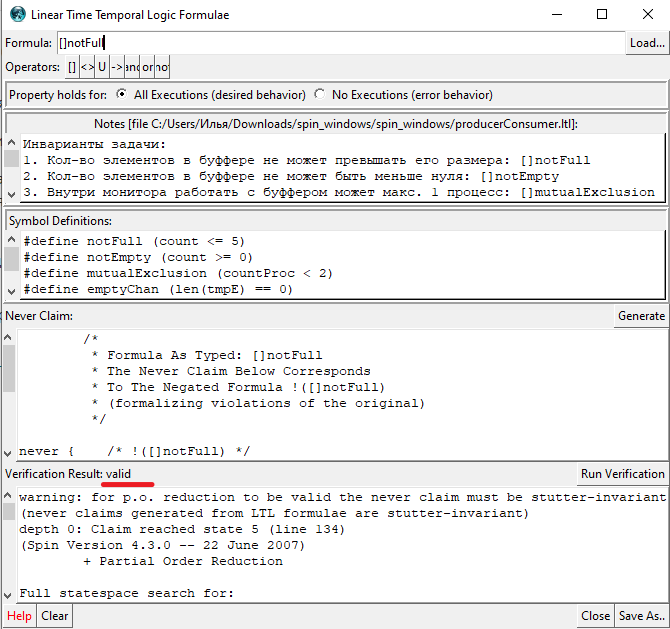 Linear Time Temporal Logic Formulae
Formula: []notFull Load...
Operators: [] <> U -> and or not
Property holds for: All Executions (desired behavior) No Executions (error behavior)
Notes [file C:/Users/Илья/Downloads/spin_windows/spin_windows/producerConsumer.ltl]:
Инварианты задачи:
1. Кол-во элементов в буффере не может превышать его размера: []notFull
2. Кол-во элементов в буффере не может быть меньше нуля: []notEmpty
3. Внутри монитора работать с буффером может макс. 1 процесс: []mutualExclusion
Symbol Definitions:
#define notFull (count <= 5)
#define notEmpty (count >= 0)
#define mutualExclusion (countProc < 2)
#define emptyChan (len(tmpE) == 0)
Never Claim: Generate
/*
* Formula As Typed: []notFull
* The Never Claim Below Corresponds
* To The Negated Formula !([]notFull)
* (formalizing violations of the original)
*/
never { /* !([]notFull) */
Verification Result: valid Run Verification
warning: for p.o. reduction to be valid the never claim must be stutter-invariant
(never claims generated from LTL formulae are stutter-invariant)
depth 0: Claim reached state 5 (line 134)
(Spin Version 4.3.0 -- 22 June 2007)
+ Partial Order Reduction
Full statespace search for:
Help Clear Close Save As..